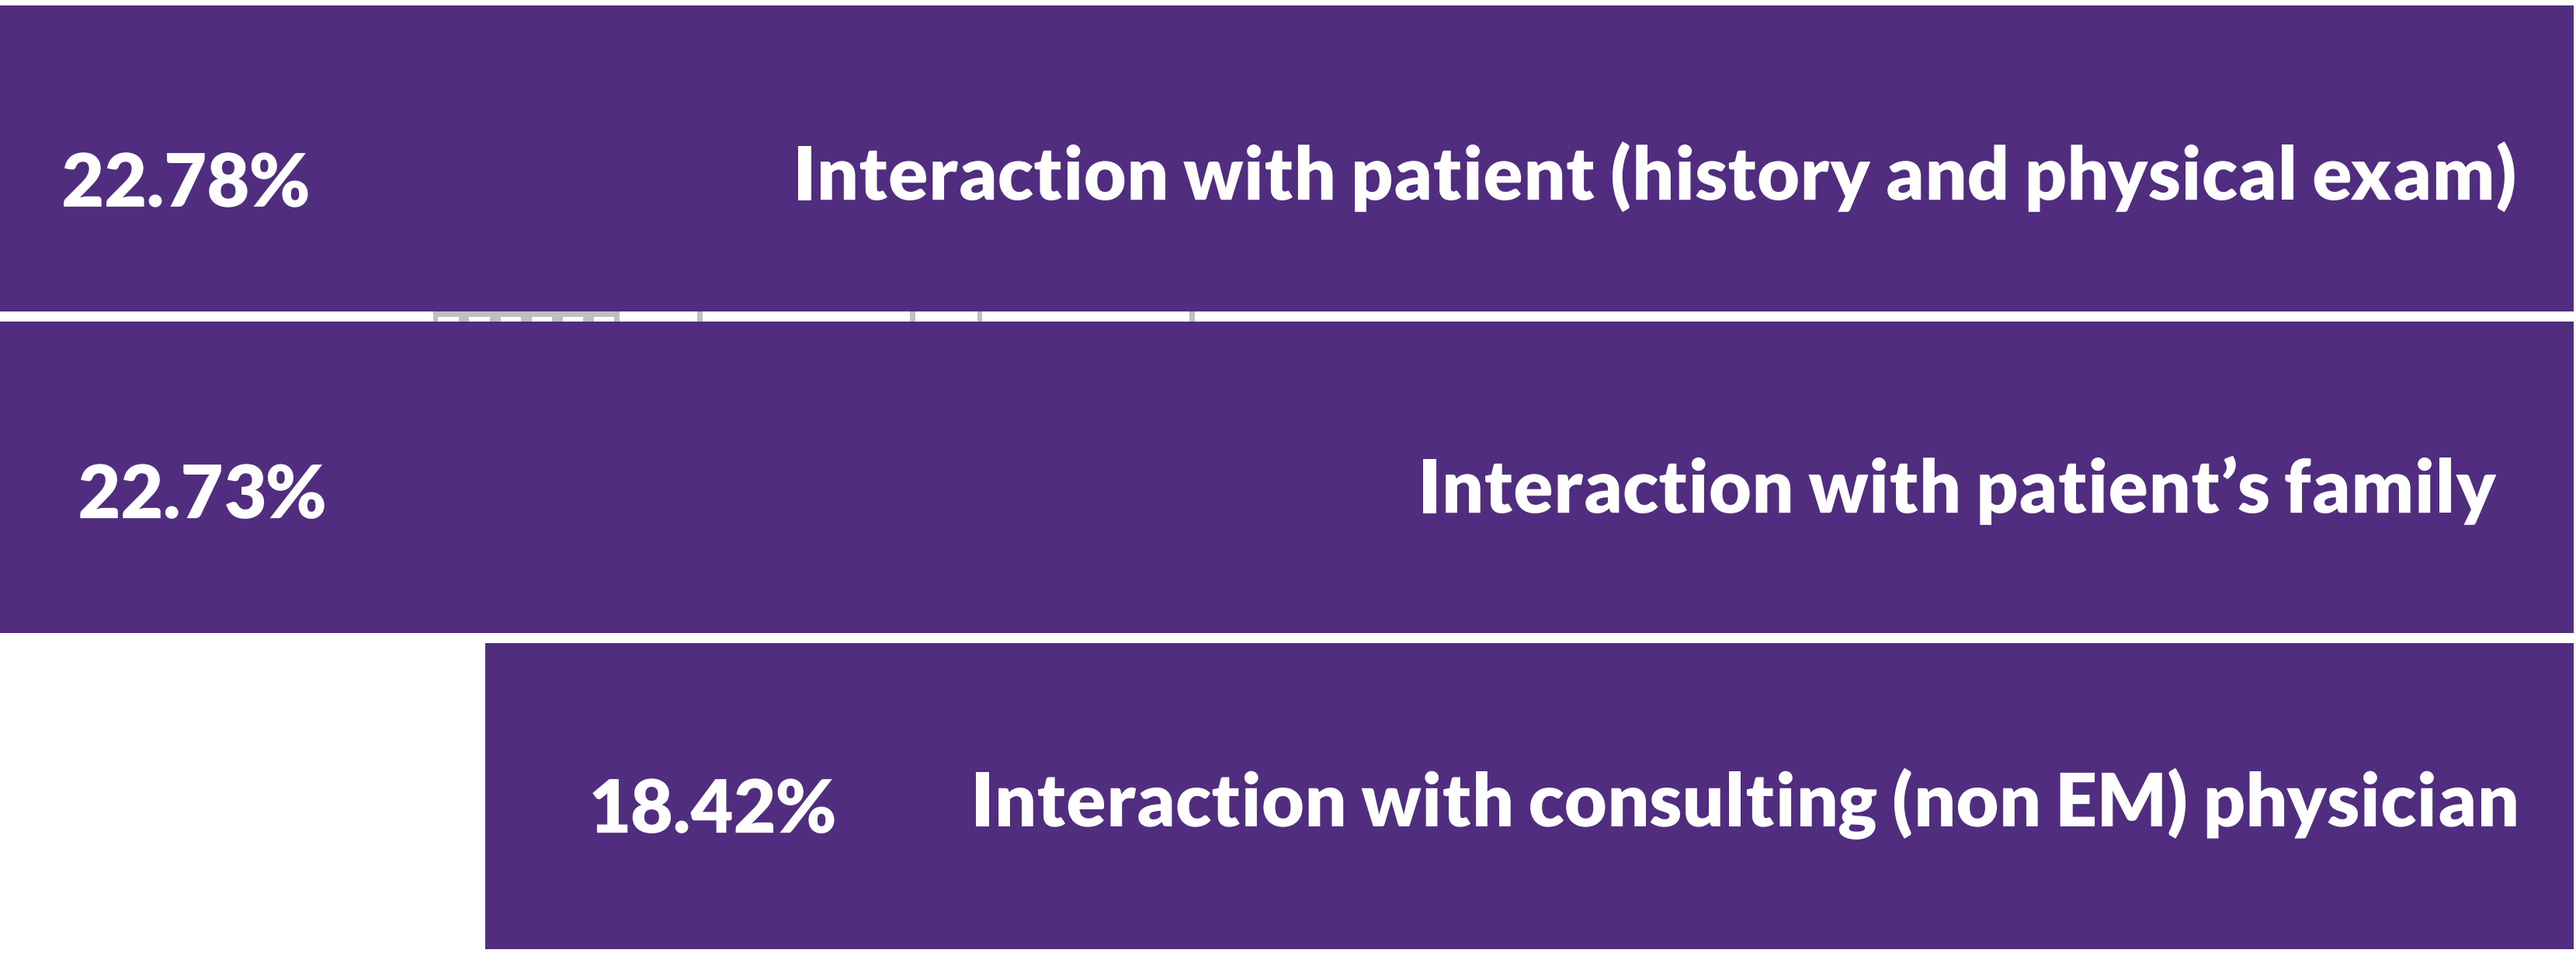 22.78% Interaction with patient (history and physical exam)
22.73% Interaction with patient’s family
18.42% Interaction with consulting (non EM) physician